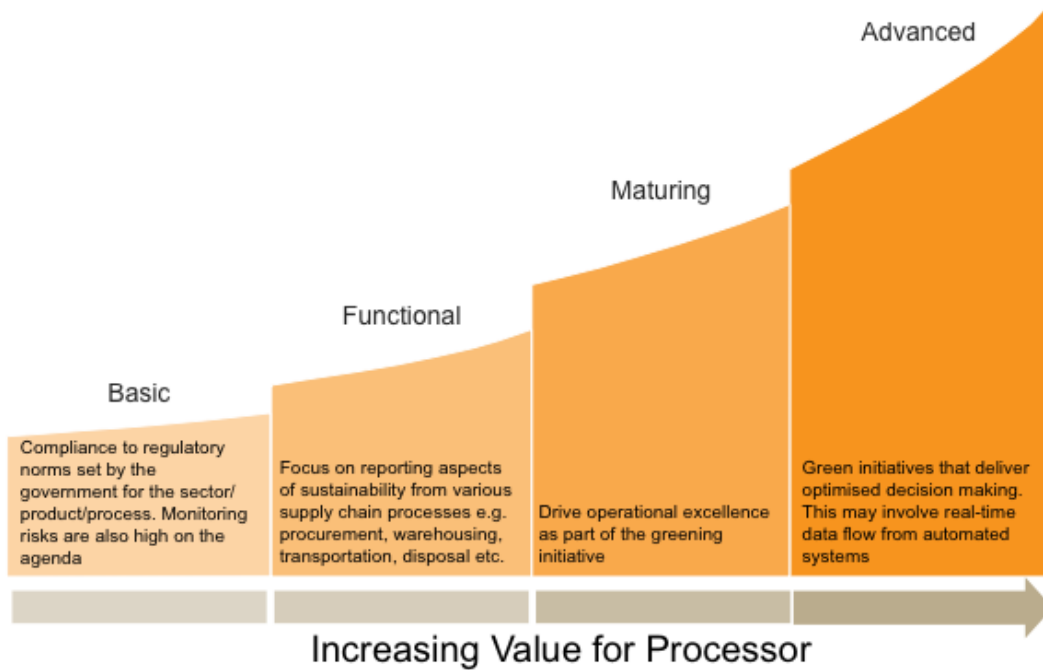 Advanced
Maturing
Functional
Basic
Compliance to regulatory
norms set by the
government for the sector/
product/process. Monitoring
risks are also high on the
agenda
Focus on reporting aspects
of sustainability from various
supply chain processes e.g.
procurement, warehousing,
transportation, disposal etc.
Drive operational excellence
as part of the greening
initiative
Green initiatives that deliver
optimised decision making.
This may involve real-time
data flow from automated
systems
Increasing Value for Processor